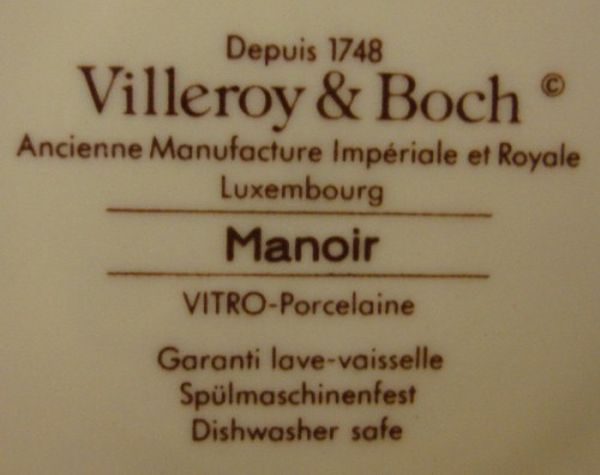 Depuis 1748
Villeroy & Boch ©
Ancienne Manufacture Impériale et Royale
Luxembourg
Manoir
VITRO-Porcelaine
Garanti lave-vaisselle
Spülmaschinenfest
Dishwasher safe